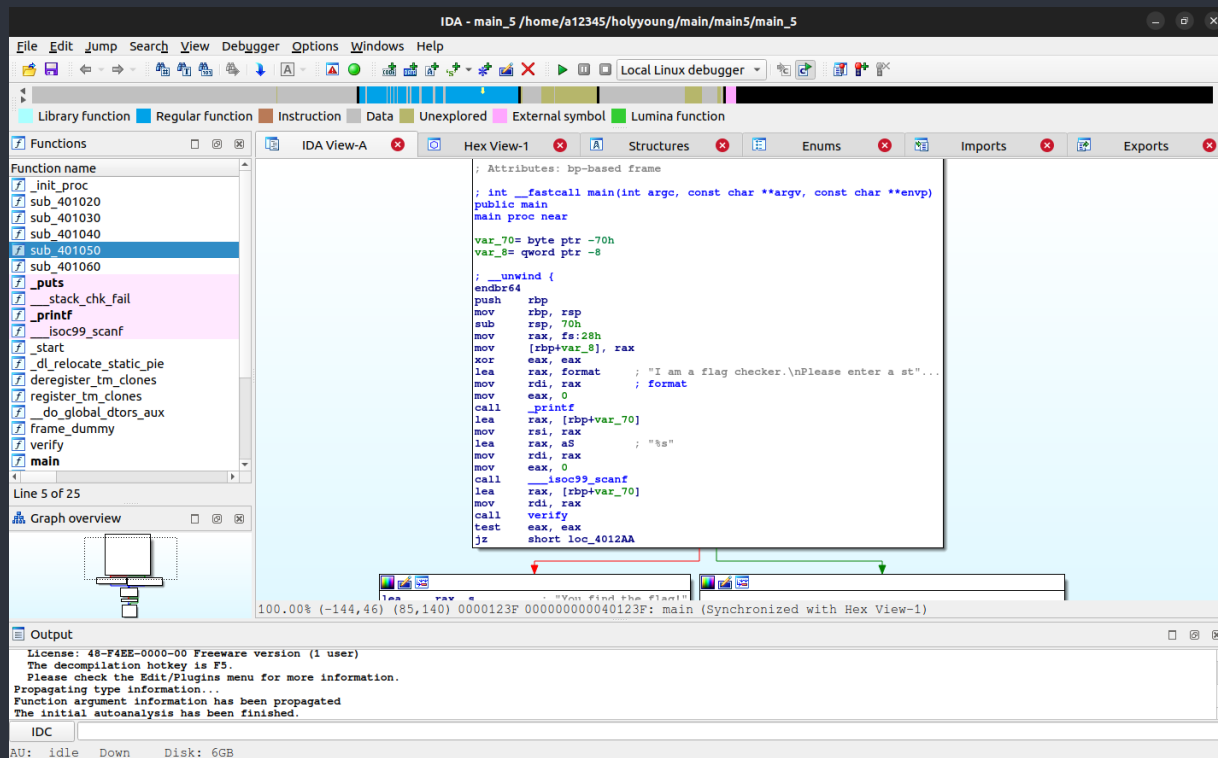 IDA - main_5 /home/a12345/holyyoung/main/main5/main_5
File Edit Jump Search View Debugger Options Windows Help
Local Linux debugger
Library function Regular function Instruction Data Unexplored External symbol Lumina function
Functions
IDA View-A Hex View-1 Structures Enums Imports Exports
Function name
_init_proc
sub_401020
sub_401030
sub_401040
sub_401050
sub_401060
_puts
___stack_chk_fail
_printf
___isoc99_scanf
_start
_dl_relocate_static_pie
deregister_tm_clones
register_tm_clones
__do_global_dtors_aux
frame_dummy
verify
main
Line 5 of 25
Graph overview
; Attributes: bp-based frame
; int __fastcall main(int argc, const char **argv, const char **envp)
public main
main proc near
var_70= byte ptr -70h
var_8= qword ptr -8
; __unwind {
endbr64
push rbp
mov rbp, rsp
sub rsp, 70h
mov rax, fs:28h
mov [rbp+var_8], rax
xor eax, eax
lea rax, format ; "I am a flag checker.\nPlease enter a st"...
mov rdi, rax ; format
mov eax, 0
call _printf
lea rax, [rbp+var_70]
mov rsi, rax
lea rax, aS ; "%s"
mov rdi, rax
mov eax, 0
call ___isoc99_scanf
lea rax, [rbp+var_70]
mov rdi, rax
call verify
test eax, eax
jz short loc_4012AA
lea rax, s ; "You find the flag!"
100.00% (-144,46) (85,140) 0000123F 000000000040123F: main (Synchronized with Hex View-1)
Output
License: 48-F4EE-0000-00 Freeware version (1 user)
The decompilation hotkey is F5.
Please check the Edit/Plugins menu for more information.
Propagating type information...
Function argument information has been propagated
The initial autoanalysis has been finished.
IDC
AU: idle Down Disk: 6GB